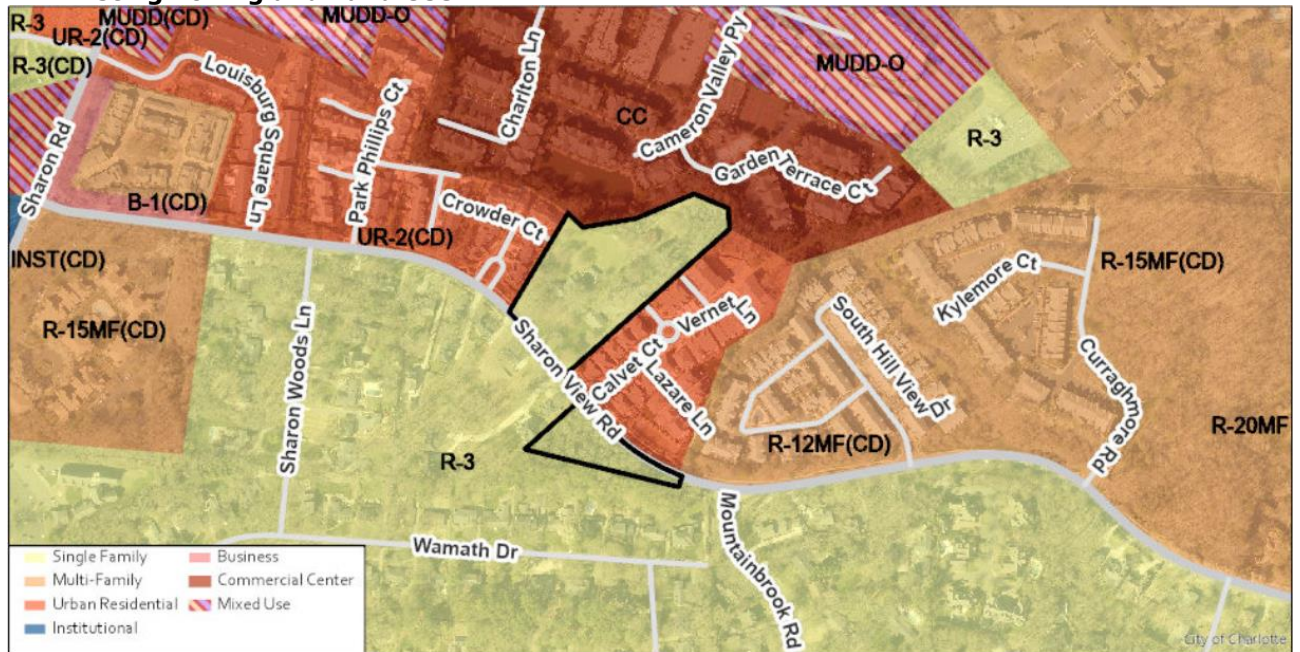 R-3
MUDD(CD)
MUDD-O
UR-2(CD)
R-3(CD)
Louisburg Square Ln
Park Phillips Ct
Charlton Ln
CC
Cameron Valley Py
MUDD-O
R-3
Garden Terrace Ct
Sharon Rd
B-1(CD)
Crowder Ct
UR-2(CD)
INST(CD)
R-15MF(CD)
Sharon Woods Ln
Sharon View Rd
Calvet Ct
Vernet Ln
Lazare Ln
South Hill View Dr
Kylemore Ct
R-15MF(CD)
Curraghmore Rd
R-20MF
R-12MF(CD)
R-3
Wamath Dr
Mountainbrook Rd
Single Family
Business
Multi-Family
Commercial Center
Urban Residential
Mixed Use
Institutional
City of Charlotte